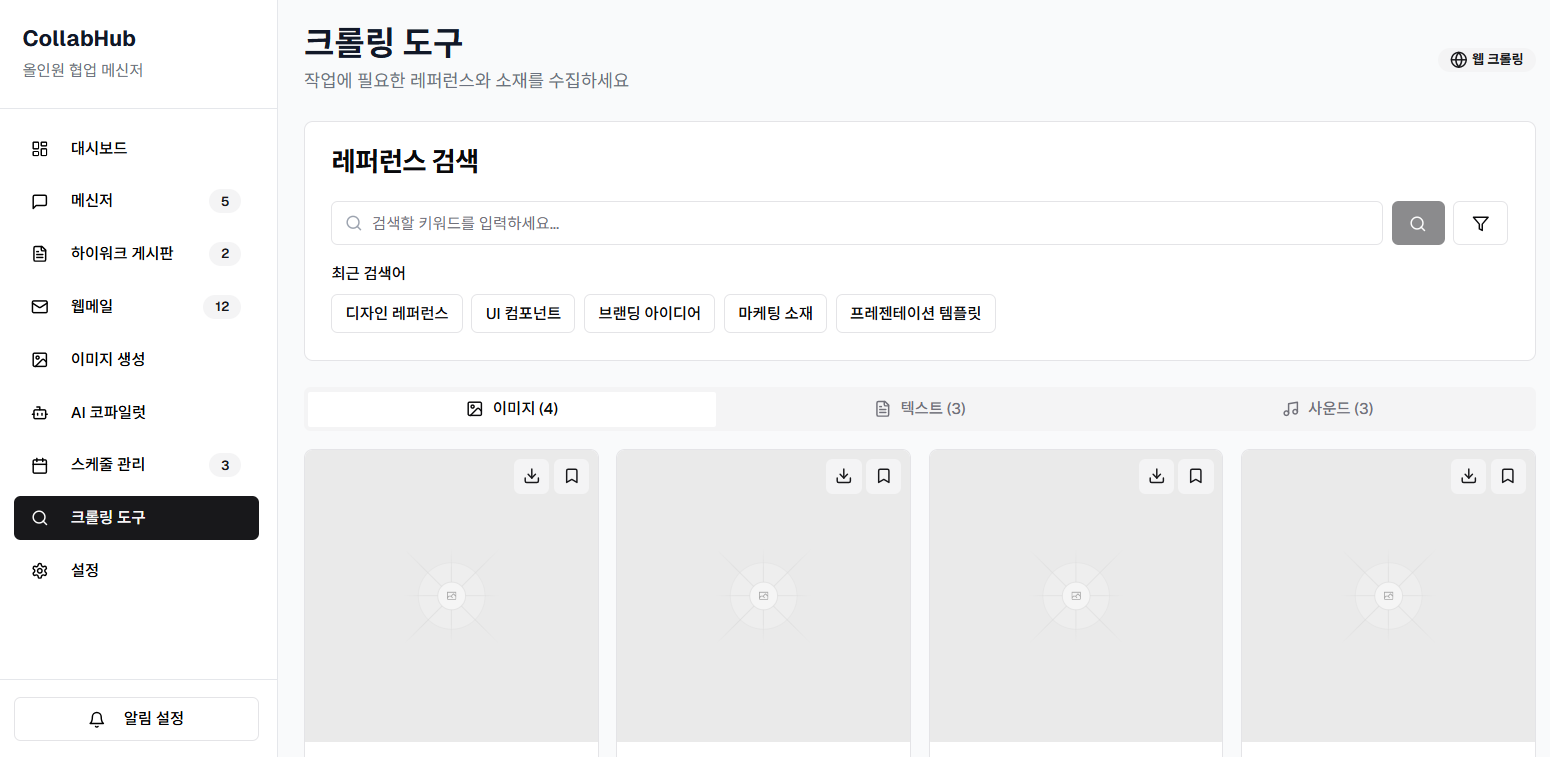 CollabHub
올인원 협업 메신저
대시보드
메신저 5
하이워크 게시판 2
웹메일 12
이미지 생성
AI 코파일럿
스케줄 관리 3
크롤링 도구
설정
알림 설정
크롤링 도구
작업에 필요한 레퍼런스와 소재를 수집하세요
웹 크롤링
레퍼런스 검색
검색할 키워드를 입력하세요...
최근 검색어
디자인 레퍼런스 UI 컴포넌트 브랜딩 아이디어 마케팅 소재 프레젠테이션 템플릿
이미지 (4) 텍스트 (3) 사운드 (3)